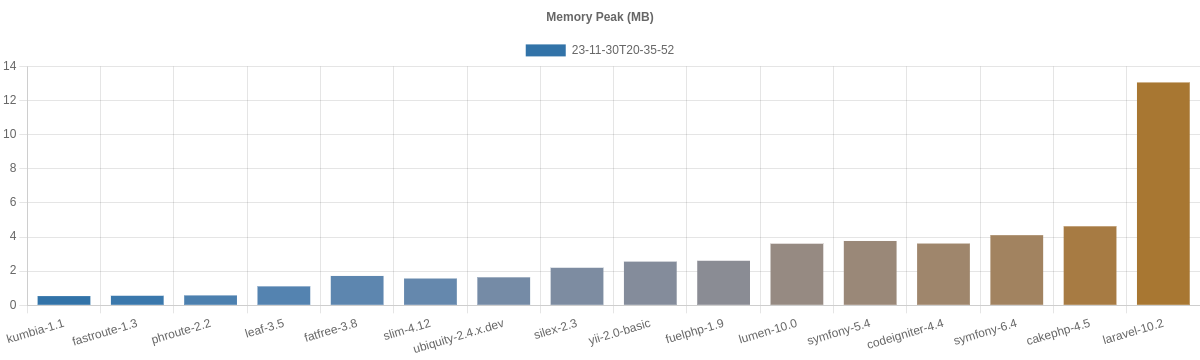 Memory Peak (MB)
23-11-30T20-35-52
14
12
10
8
6
4
2
0
kumbia-1.1
fastroute-1.3
phroute-2.2
leaf-3.5
fatfree-3.8
slim-4.12
ubiquity-2.4.x.dev
silex-2.3
yii-2.0-basic
fuelphp-1.9
lumen-10.0
symfony-5.4
codeigniter-4.4
symfony-6.4
cakephp-4.5
laravel-10.2